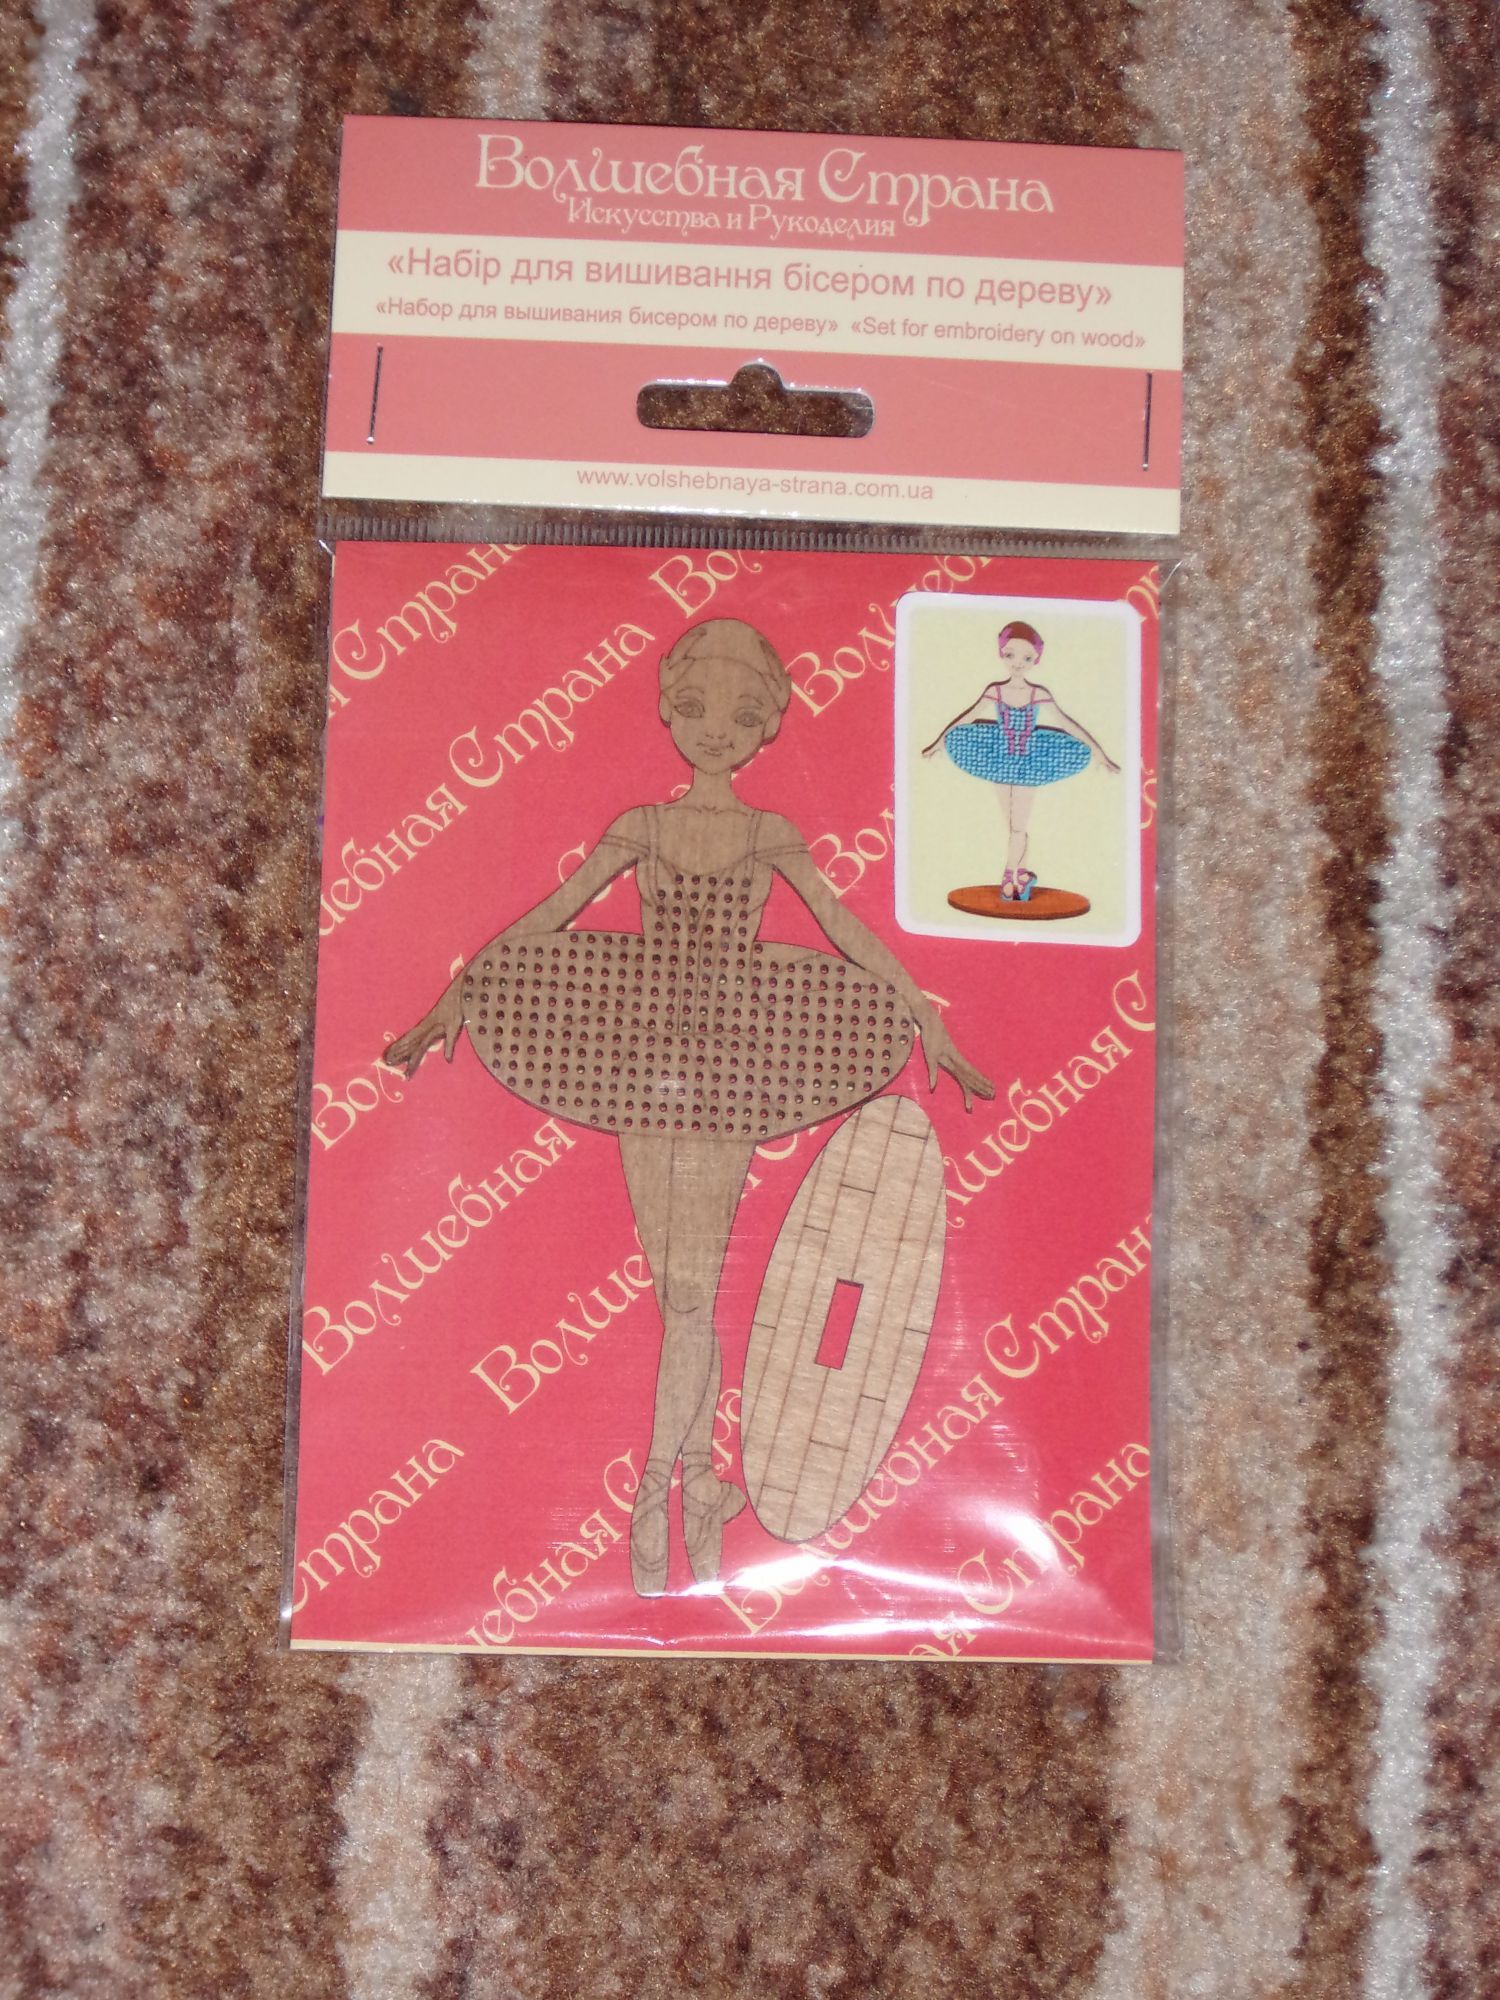 Волшебная Страна
Искусства и Рукоделия
«Набір для вишивання бісером по дереву»
«Набор для вышивания бисером по дереву» «Set for embroidery on wood»
www.volshebnaya-strana.com.ua
Страна
Волшебная Страна
Волшебная
Волшебная Страна
Страна
Волшебная Страна